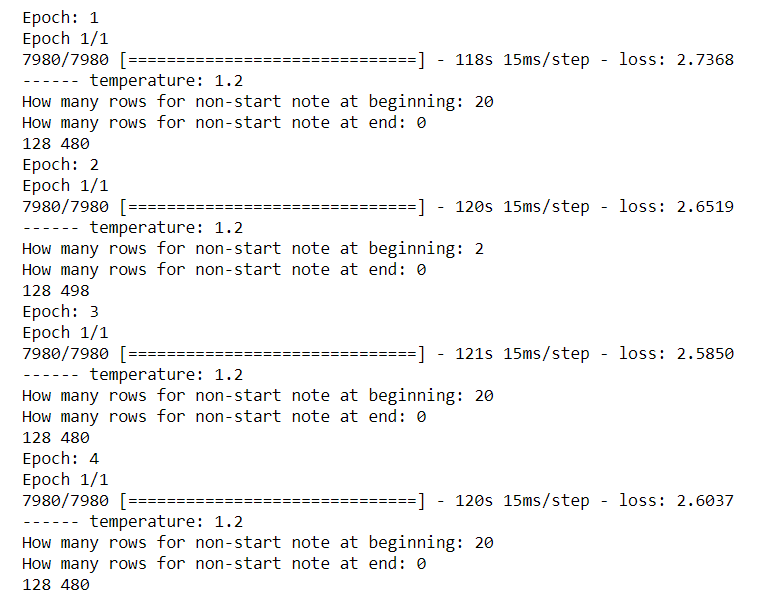 Epoch: 1
Epoch 1/1
7980/7980 [==============================] - 118s 15ms/step - loss: 2.7368
------ temperature: 1.2
How many rows for non-start note at beginning: 20
How many rows for non-start note at end: 0
128 480
Epoch: 2
Epoch 1/1
7980/7980 [==============================] - 120s 15ms/step - loss: 2.6519
------ temperature: 1.2
How many rows for non-start note at beginning: 2
How many rows for non-start note at end: 0
128 498
Epoch: 3
Epoch 1/1
7980/7980 [==============================] - 121s 15ms/step - loss: 2.5850
------ temperature: 1.2
How many rows for non-start note at beginning: 20
How many rows for non-start note at end: 0
128 480
Epoch: 4
Epoch 1/1
7980/7980 [==============================] - 120s 15ms/step - loss: 2.6037
------ temperature: 1.2
How many rows for non-start note at beginning: 20
How many rows for non-start note at end: 0
128 480